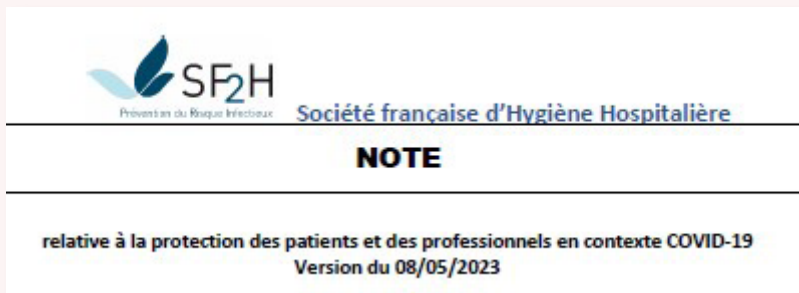 SF2H
Prévention du Risque Infectieux
Société française d'Hygiène Hospitalière
NOTE
relative à la protection des patients et des professionnels en contexte COVID-19
Version du 08/05/2023